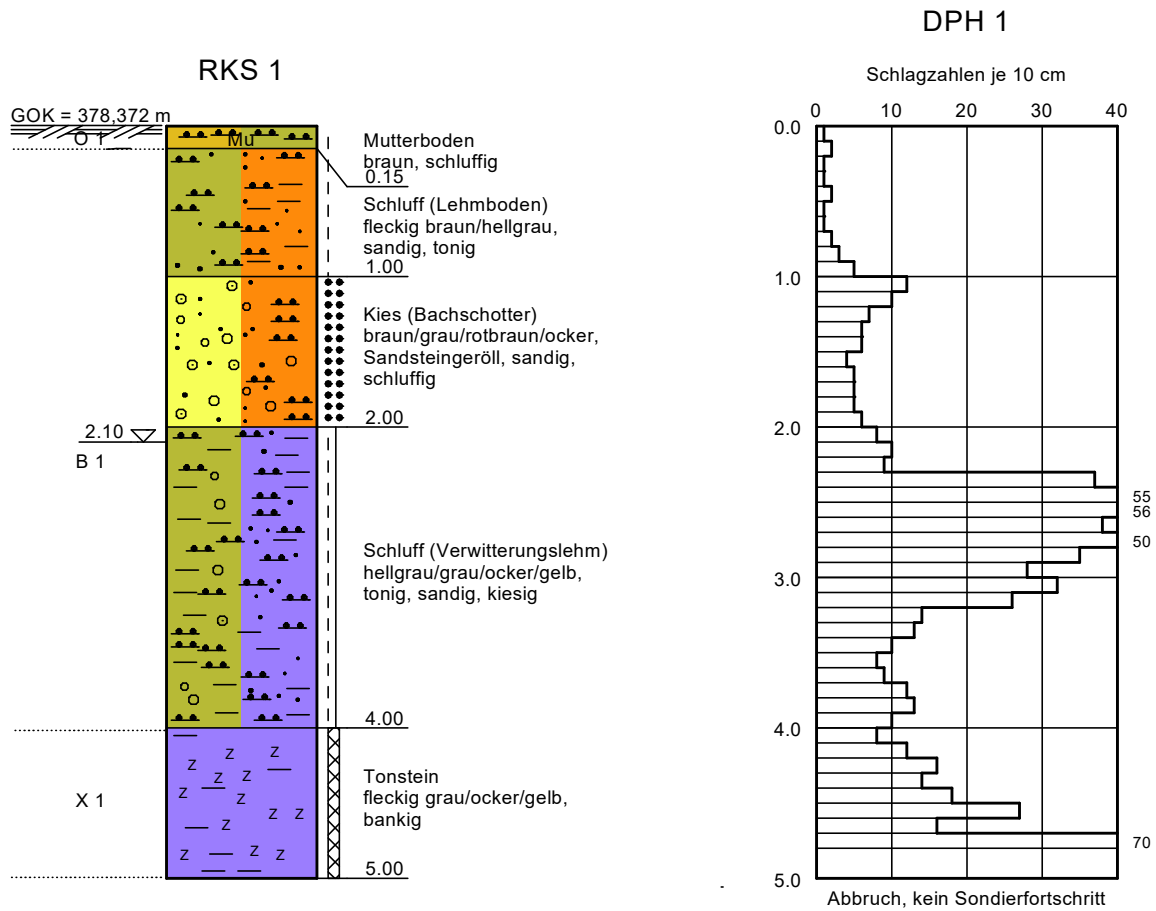 DPH 1
RKS 1
Schlagzahlen je 10 cm
GOK = 378,372 m
O 1
Mu
Mutterboden
braun, schluffig
0.15
Schluff (Lehmboden)
fleckig braun/hellgrau,
sandig, tonig
1.00
Kies (Bachschotter)
braun/grau/rotbraun/ocker,
Sandsteingeröll, sandig,
schluffig
2.00
2.10
B 1
Schluff (Verwitterungslehm)
hellgrau/grau/ocker/gelb,
tonig, sandig, kiesig
4.00
Z Z
Z
Z Z
Z
Z
Z Z
Z
Z Z Z
X 1
Tonstein
fleckig grau/ocker/gelb,
bankig
5.00
0 10 20 30 40
0.0
1.0
2.0
55
56
50
3.0
4.0
70
5.0
Abbruch, kein Sondierfortschritt